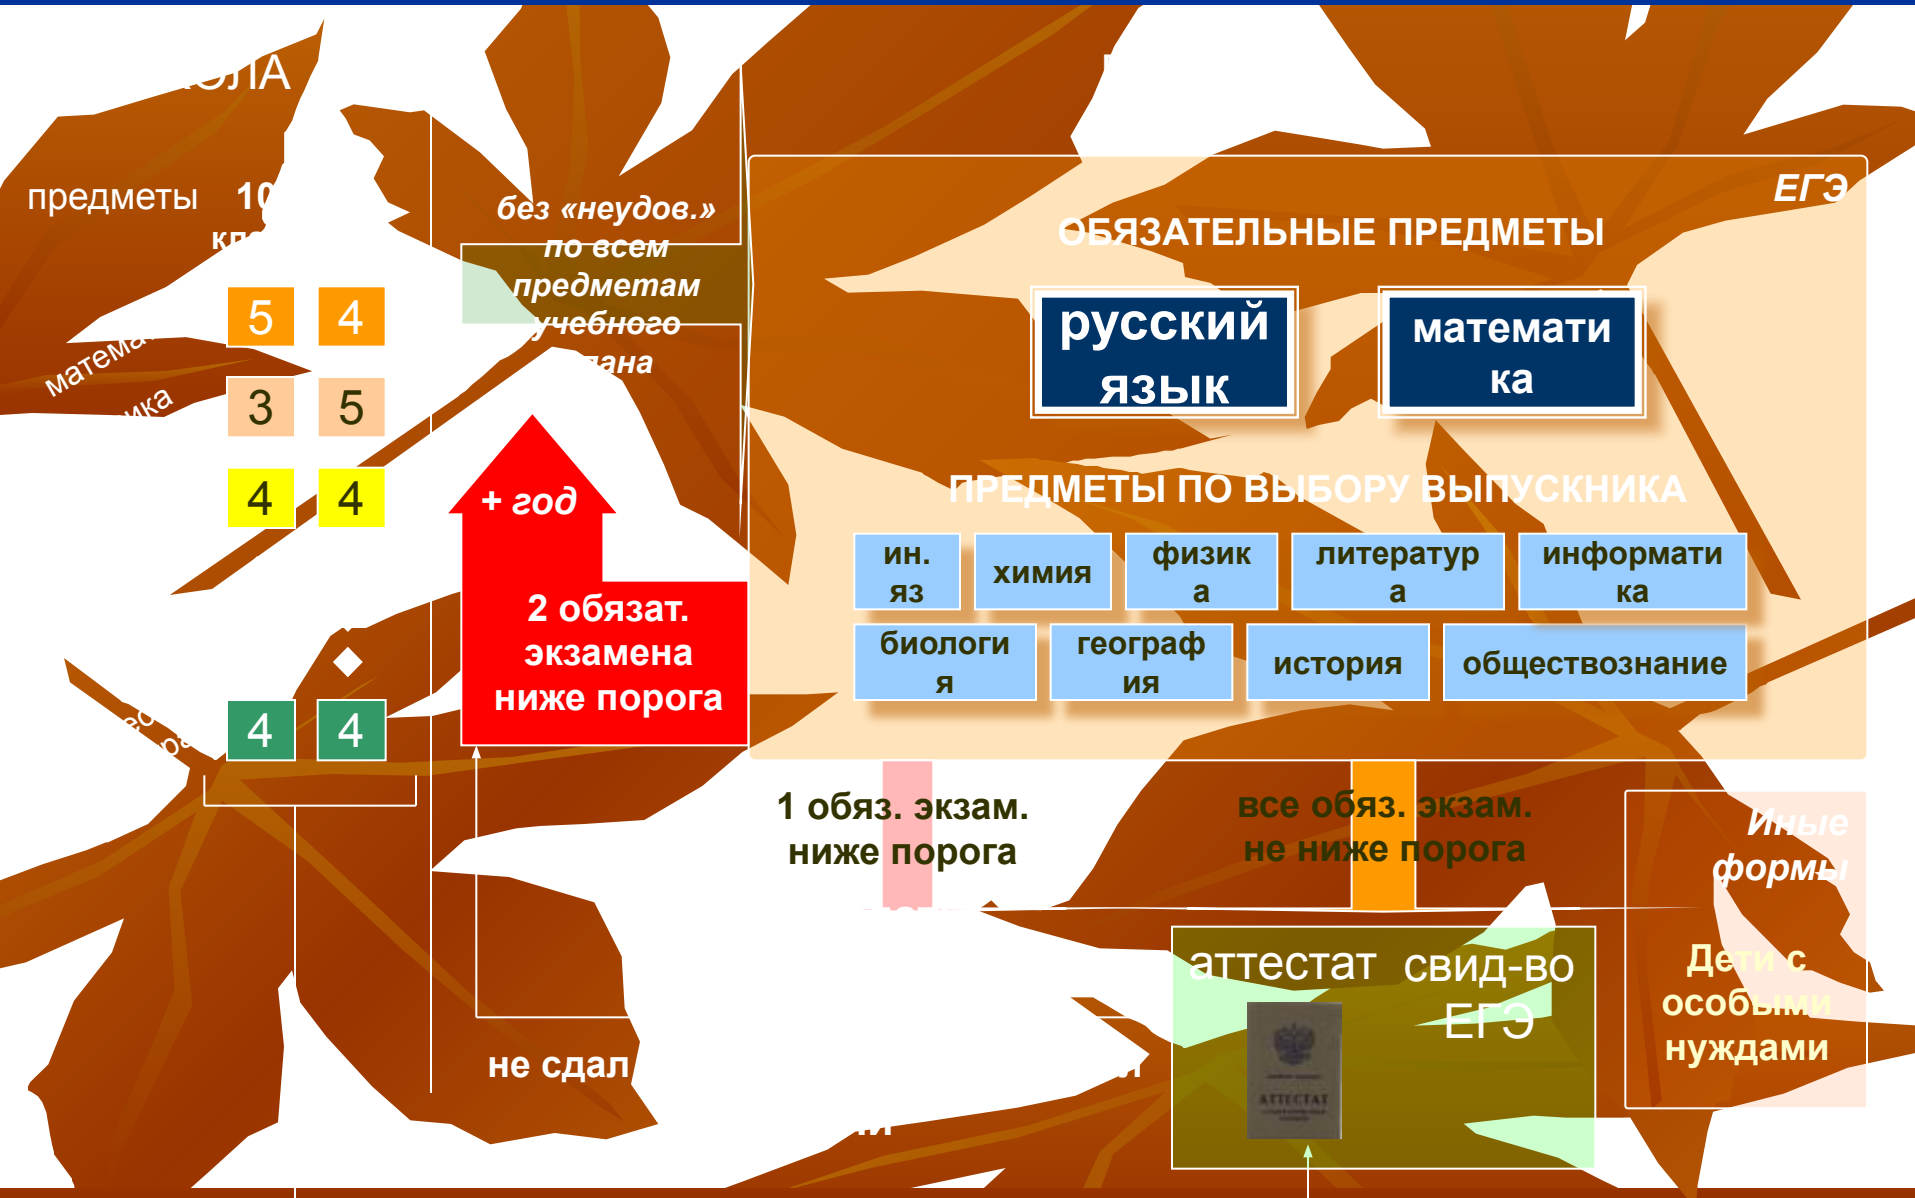 предметы
ЕГЭ
ОБЯЗАТЕЛЬНЫЕ ПРЕДМЕТЫ
без «неудов.»
по всем
предметам
учебного
русский
язык
математи
ка
5 4
3 5
4 4
4 4
+ год
2 обязат.
экзамена
ниже порога
ПРЕДМЕТЫ ПО ВЫБОРУ ВЫПУСКНИКА
ин.
яз
химия
физик
а
литератур
а
информати
ка
биологи
я
географ
ия
история
обществознание
1 обяз. экзам.
ниже порога
все обяз. экзам.
не ниже порога
Иные
формы
Дети с
особыми
нуждами
аттестат
свид-во
ЕГЭ
АТТЕСТАТ
не сдал